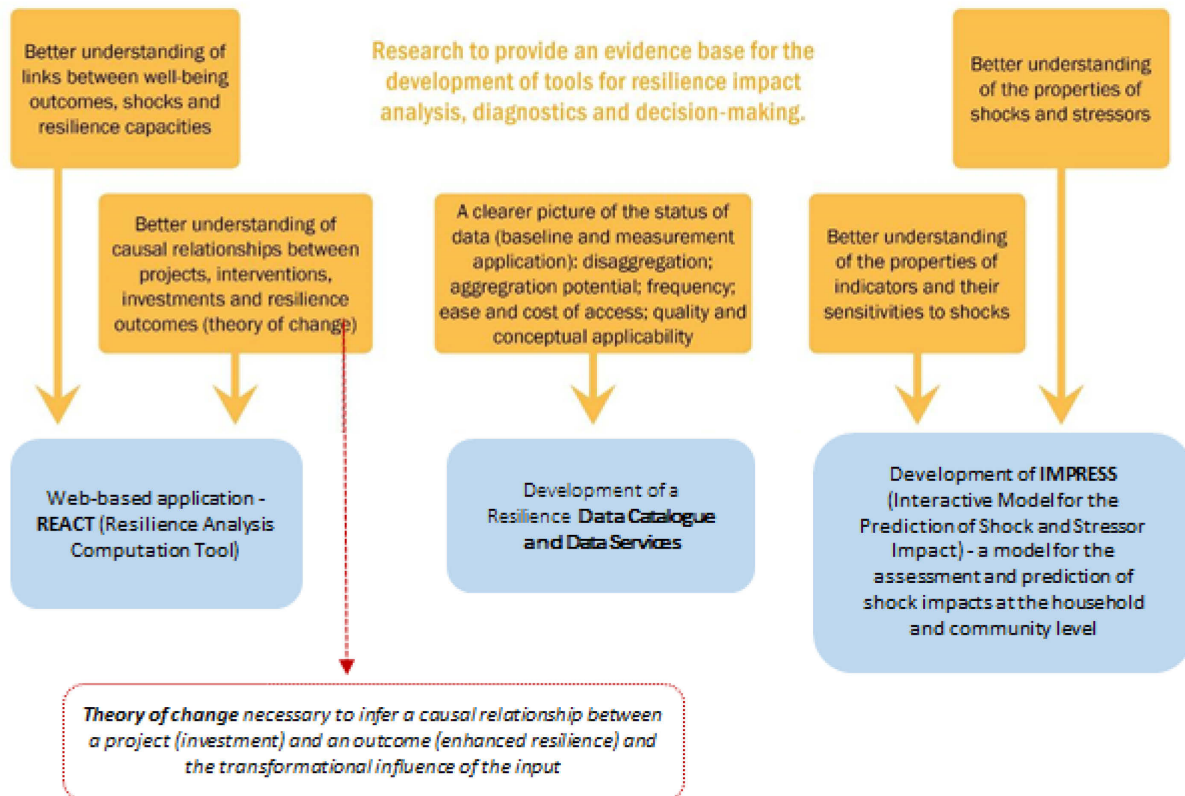 Better understanding of
links between well-being
outcomes, shocks and
resilience capacities
Research to provide an evidence base for the
development of tools for resilience impact
analysis, diagnostics and decision-making.
Better understanding
of the properties of
shocks and stressors
Better understanding of
causal relationships between
projects, interventions,
investments and resilience
outcomes (theory of change)
A clearer picture of the status of
data (baseline and measurement
application): disaggregation;
aggregration potential; frequency;
ease and cost of access; quality and
conceptual applicability
Better understanding
of the properties of
indicators and their
sensitivities to shocks
Web-based application -
REACT (Resilience Analysis
Computation Tool)
Development of a
Resilience Data Catalogue
and Data Services
Development of IMPRESS
(Interactive Model for the
Prediction of Shock and Stressor
Impact) - a model for the
assessment and prediction of
shock impacts at the household
and community level
Theory of change necessary to infer a causal relationship between
a project (investment) and an outcome (enhanced resilience) and
the transformational influence of the input